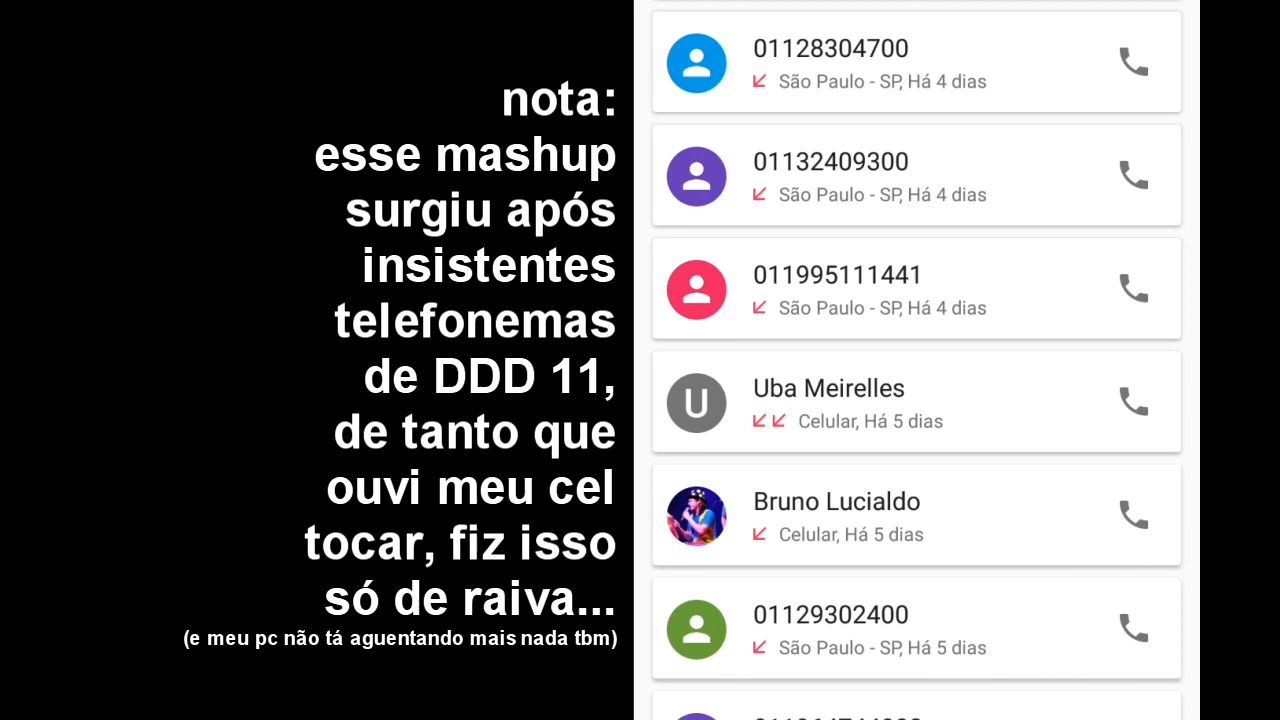 nota:
esse mashup
surgiu após
insistentes
telefonemas
de DDD 11,
de tanto que
ouvi meu cel
tocar, fiz isso
só de raiva...
(e meu pc não tá aguentando mais nada tbm)
01128304700
São Paulo - SP, Há 4 dias
01132409300
São Paulo - SP, Há 4 dias
011995111441
São Paulo - SP, Há 4 dias
U
Uba Meirelles
Celular, Há 5 dias
Bruno Lucialdo
Celular, Há 5 dias
01129302400
São Paulo - SP, Há 5 dias